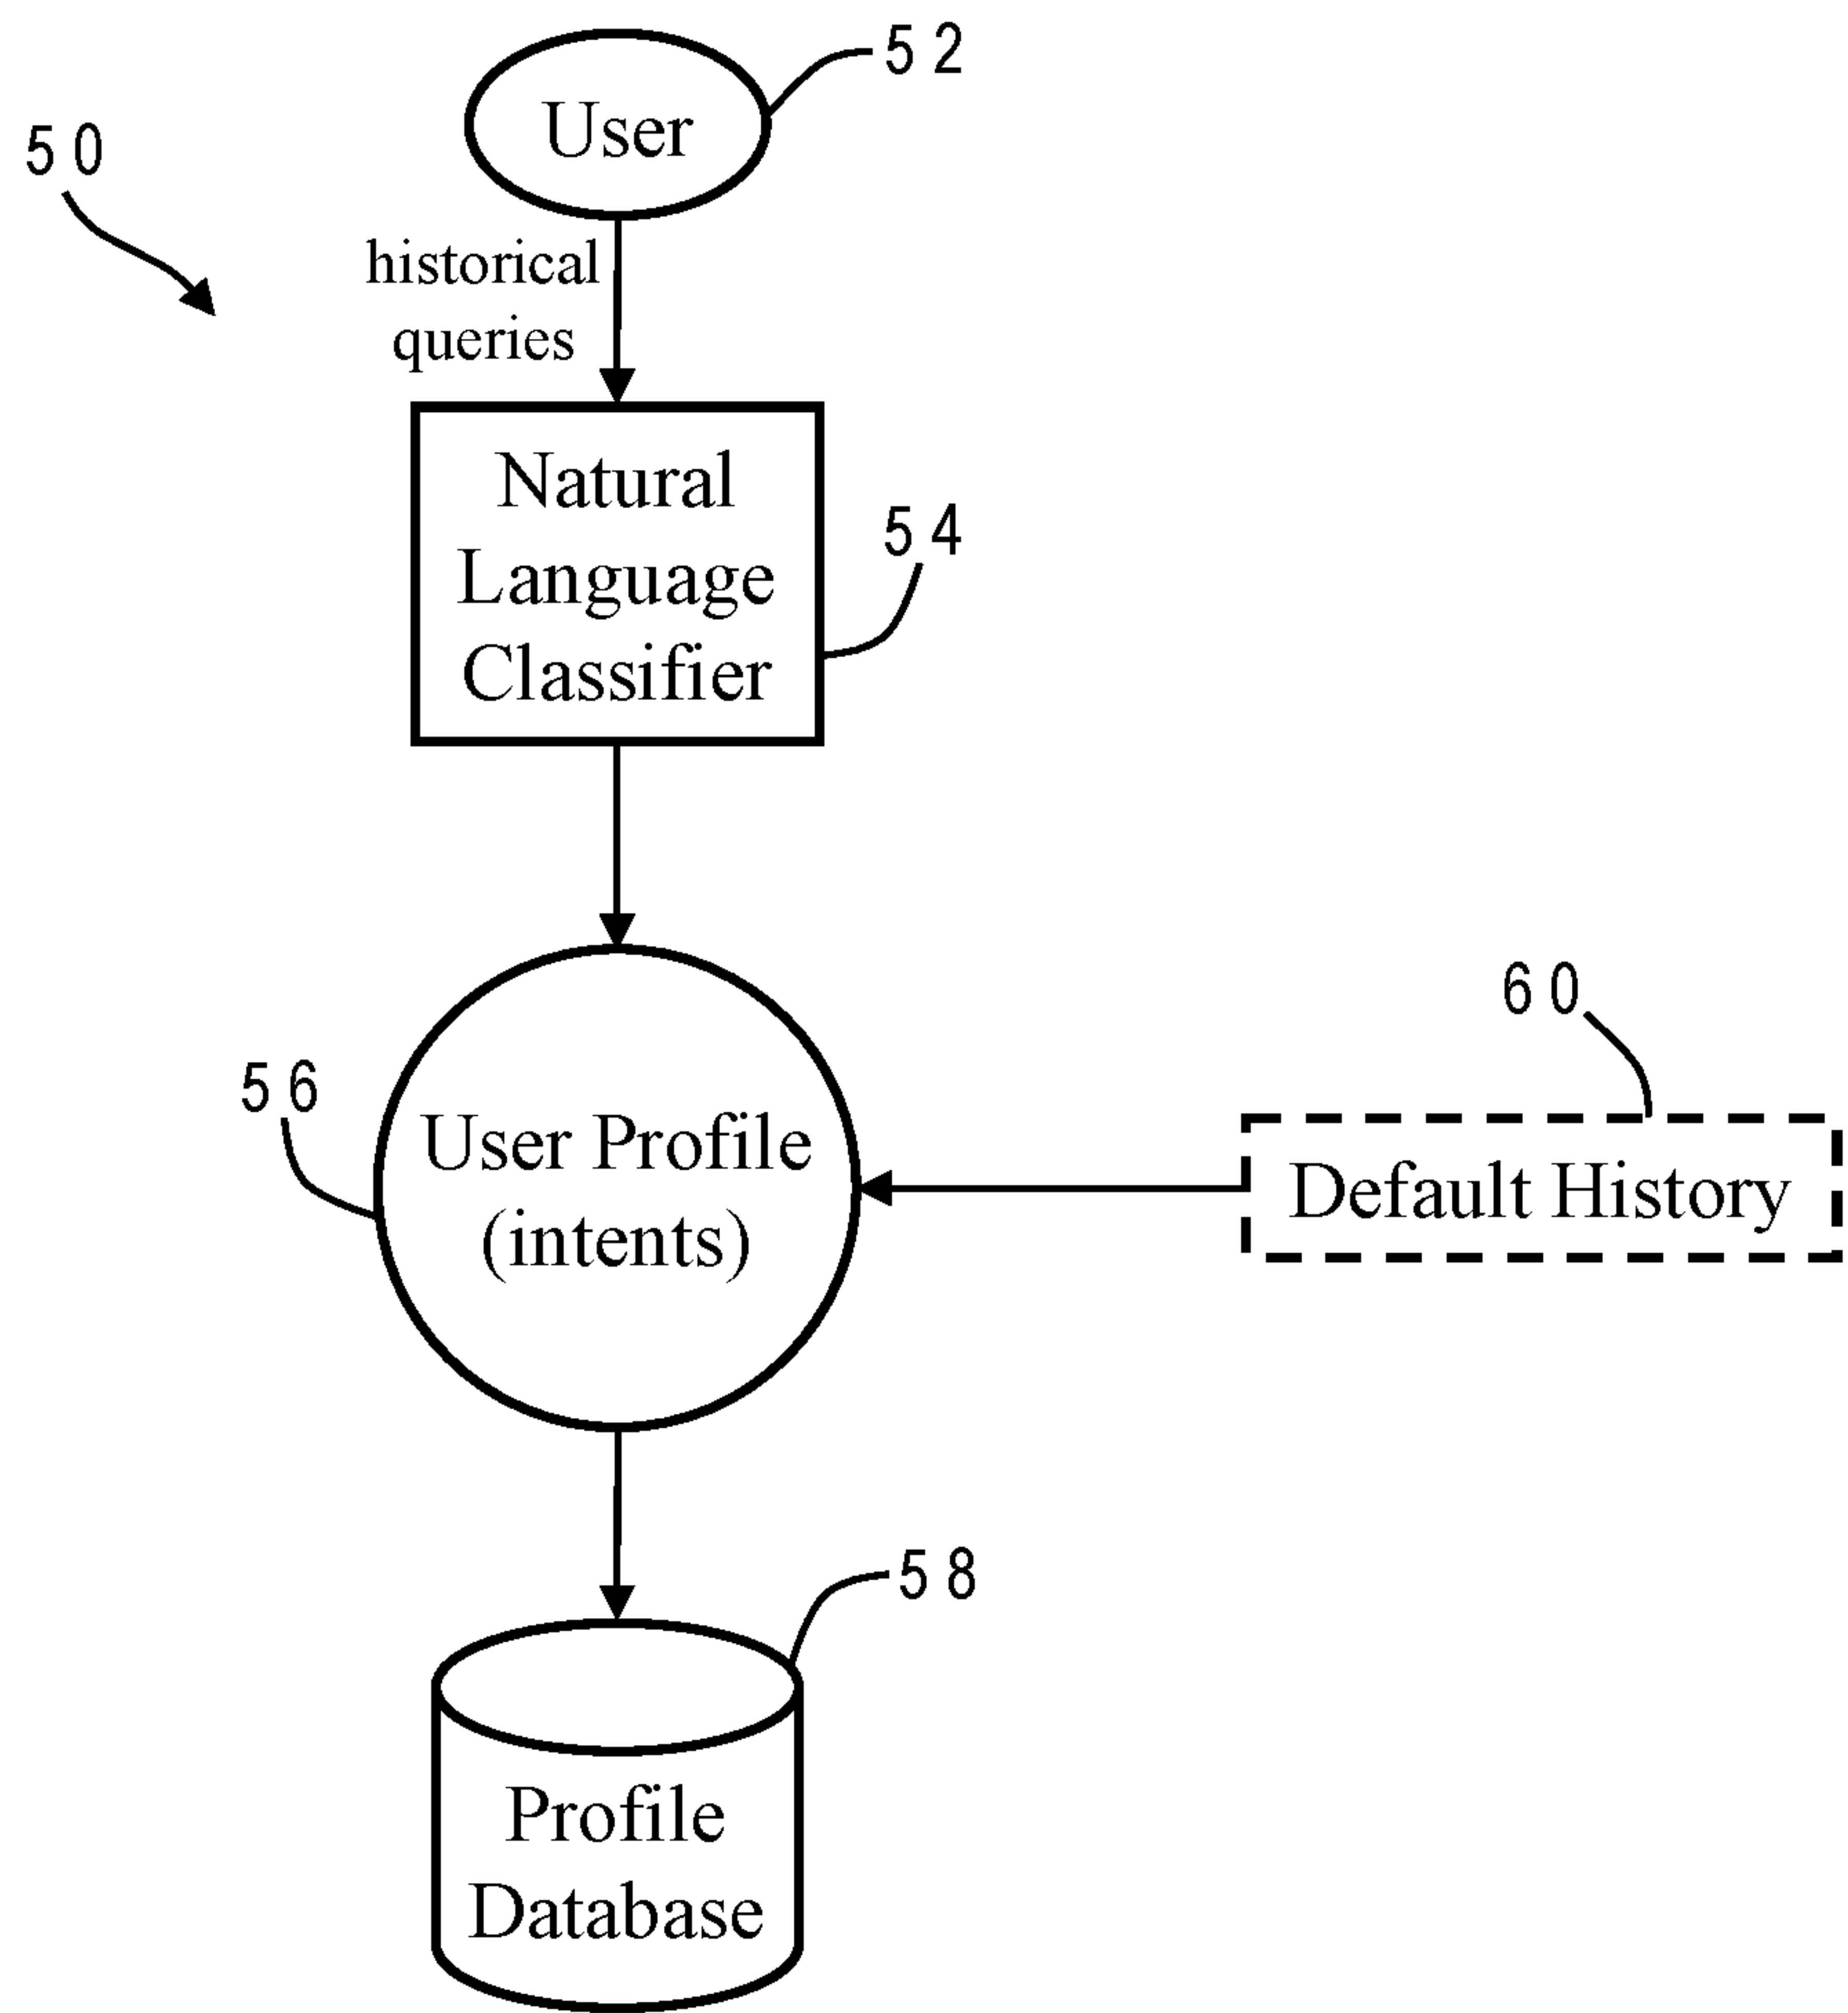 52
User
50
historical
queries
Natural
Language
Classifier
54
60
56
User Profile
(intents)
Default History
58
Profile
Database